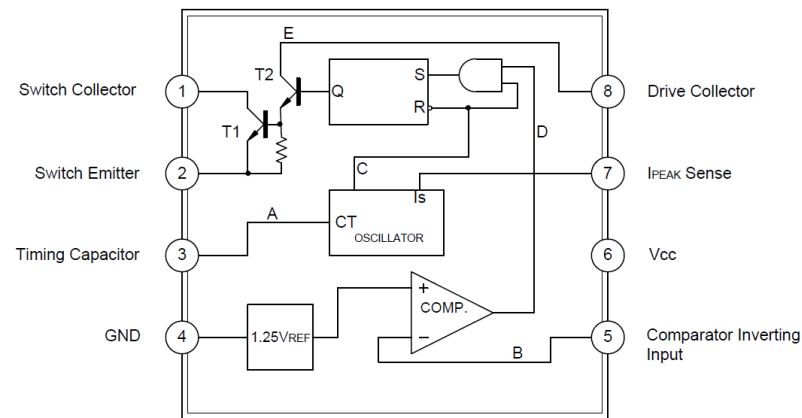 E
T2
S
Switch Collector
1
Q
8
Drive Collector
T1
R
D
Switch Emitter
2
C
7
IPEAK Sense
Is
A
CT
OSCILLATOR
Timing Capacitor
3
6
Vcc
+
COMP.
GND
4
1.25VREF
−
B
5
Comparator Inverting
Input